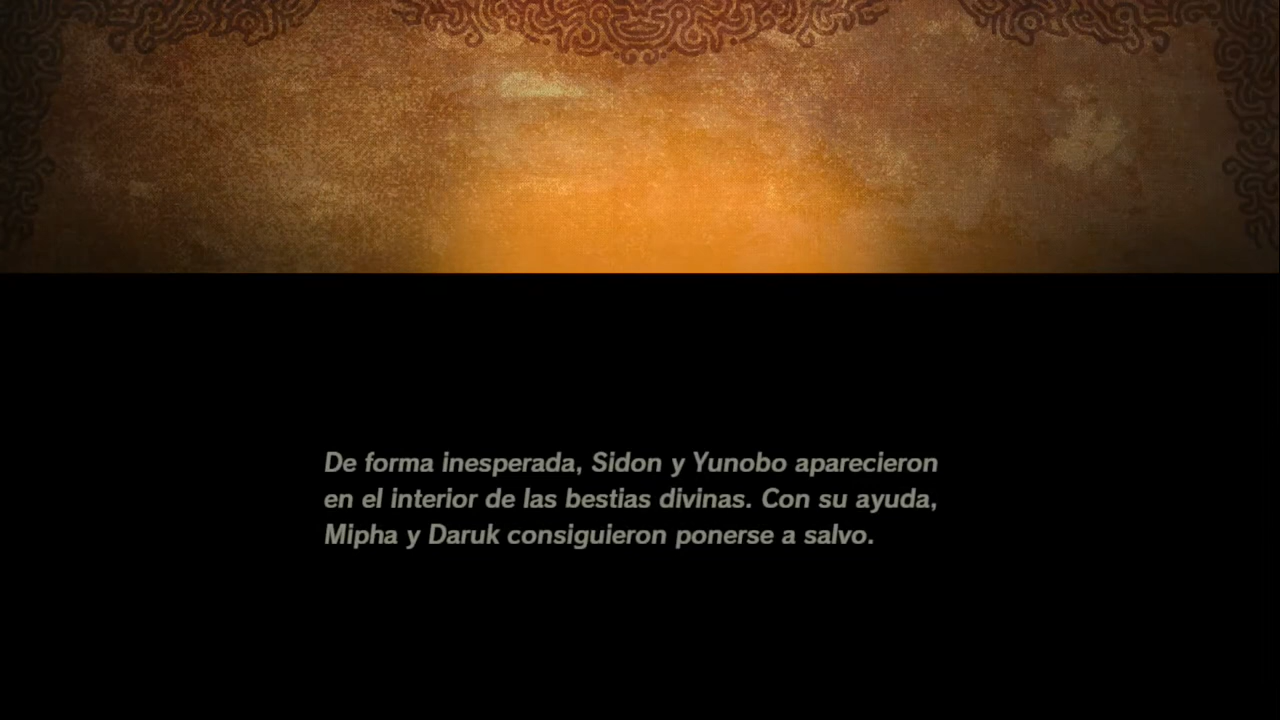 De forma inesperada, Sidon y Yunobo aparecieron
en el interior de las bestias divinas. Con su ayuda,
Mipha y Daruk consiguieron ponerse a salvo.